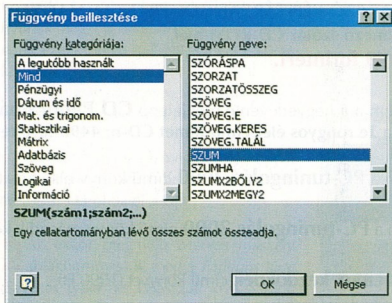 Függvény beillesztése
Függvény kategóriája:
A legutóbb használt
Mind
Pénzügyi
Dátum és idő
Mat. és trigonom.
Statisztikai
Mátrix
Adatbázis
Szöveg
Logikai
Információ
Függvény neve:
SZÓRÁSPA
SZORZAT
SZORZATÖSSZEG
SZÖVEG
SZÖVEG.E
SZÖVEG.KERES
SZÖVEG.TALÁL
SZUM
SZUMHA
SZUMX2BŐLY2
SZUMX2MEGY2
SZUM(szám1;szám2;...)
Egy cellatartományban lévő összes számot összeadja.
OK
Mégse